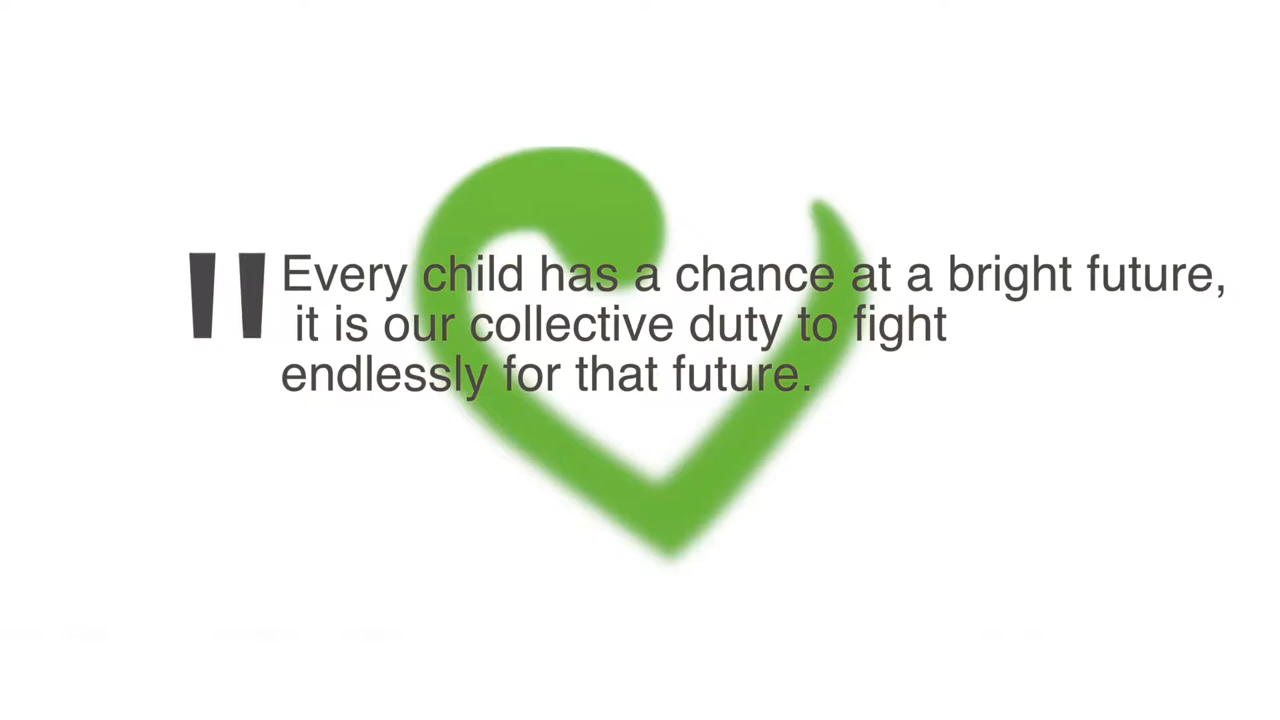 "Every child has a chance at a bright future,
it is our collective duty to fight
endlessly for that future.